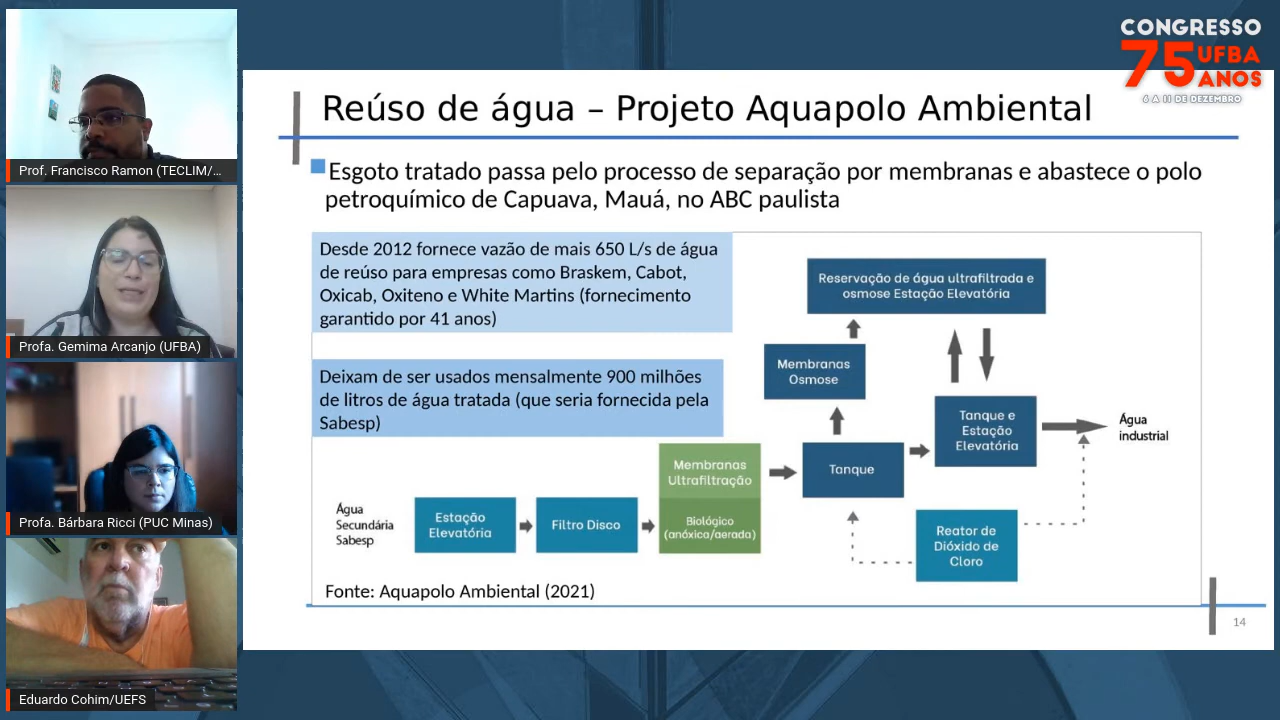 CONGRESSO
75 UFBA
ANOS
6 A 11 DE DEZEMBRO
Prof. Francisco Ramon (TECLIM/...
Profa. Gemima Arcanjo (UFBA)
Profa. Bárbara Ricci (PUC Minas)
Eduardo Cohim/UEFS
Reúso de água – Projeto Aquapolo Ambiental
Esgoto tratado passa pelo processo de separação por membranas e abastece o polo
petroquímico de Capuava, Mauá, no ABC paulista
Desde 2012 fornece vazão de mais 650 L/s de água
de reúso para empresas como Braskem, Cabot,
Oxicab, Oxiteno e White Martins (fornecimento
garantido por 41 anos)
Deixam de ser usados mensalmente 900 milhões
de litros de água tratada (que seria fornecida pela
Sabesp)
Reservação de água ultrafiltrada e
osmose Estação Elevatória
Membranas
Osmose
Tanque e
Estação
Elevatória
Água
industrial
Membranas
Ultrafiltração
Tanque
Água
Secundária
Sabesp
Estação
Elevatória
Filtro Disco
Biológico
(anóxica/aerada)
Reator de
Dióxido de
Cloro
Fonte: Aquapolo Ambiental (2021)
14